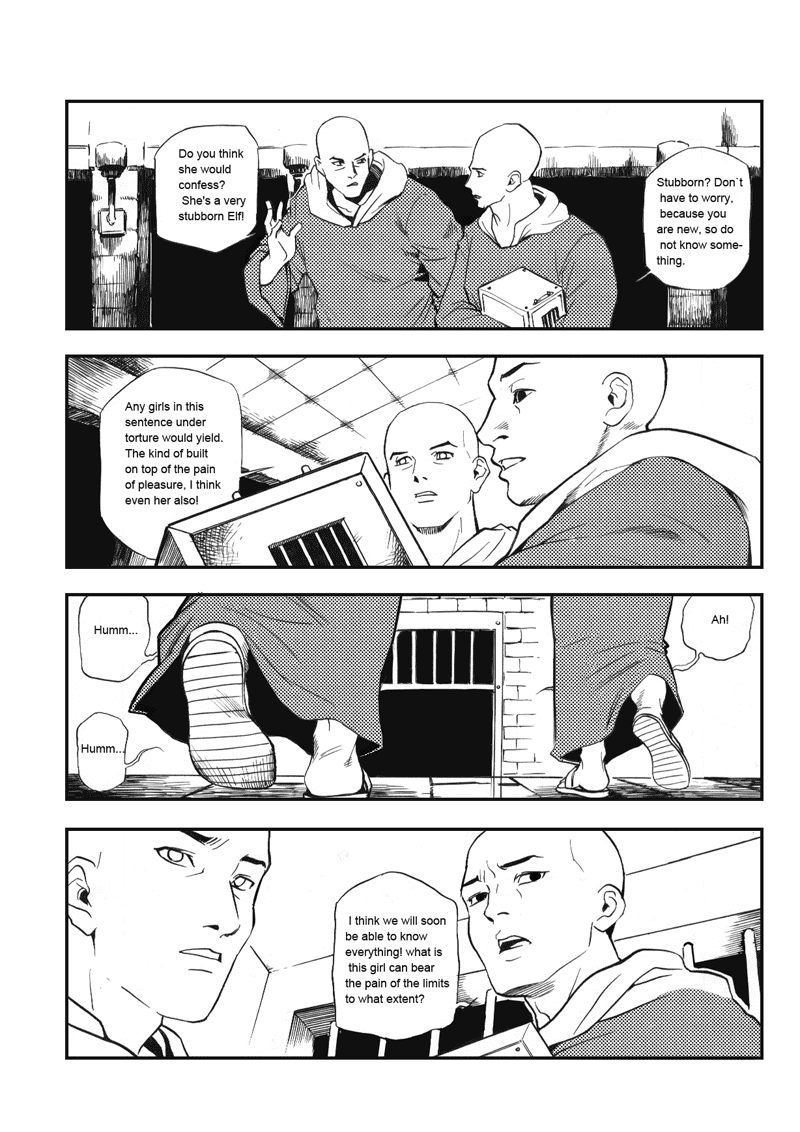 Do you think
she would
confess?
She's a very
stubborn Elf!
Stubborn? Don`t
have to worry,
because you
are new, so do
not know some-
thing.
Any girls in this
sentence under
torture would yield.
The kind of built
on top of the pain
of pleasure, I think
even her also!
Humm...
Ah!
Humm...
I think we will soon
be able to know
everything! what is
this girl can bear
the pain of the limits
to what extent?